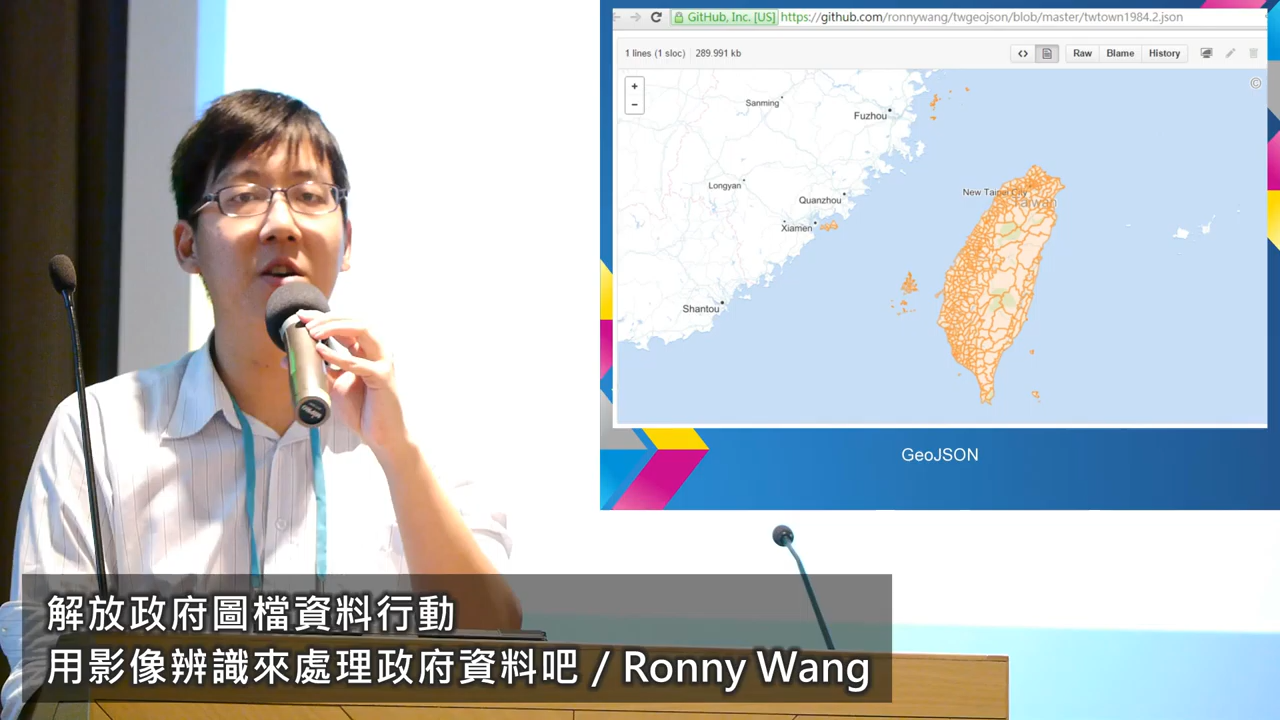 GitHub, Inc. [US] https://github.com/ronnywang/twgeojson/blob/master/twtown1984.2.json
1 lines (1 sloc) 289.991 kb
<> Raw Blame History
+
−
Sanming
Fuzhou
Longyan
New Taipei City
Quanzhou
Taiwan
Xiamen
Shantou
©
GeoJSON
解放政府圖檔資料行動
用影像辨識來處理政府資料吧 / Ronny Wang